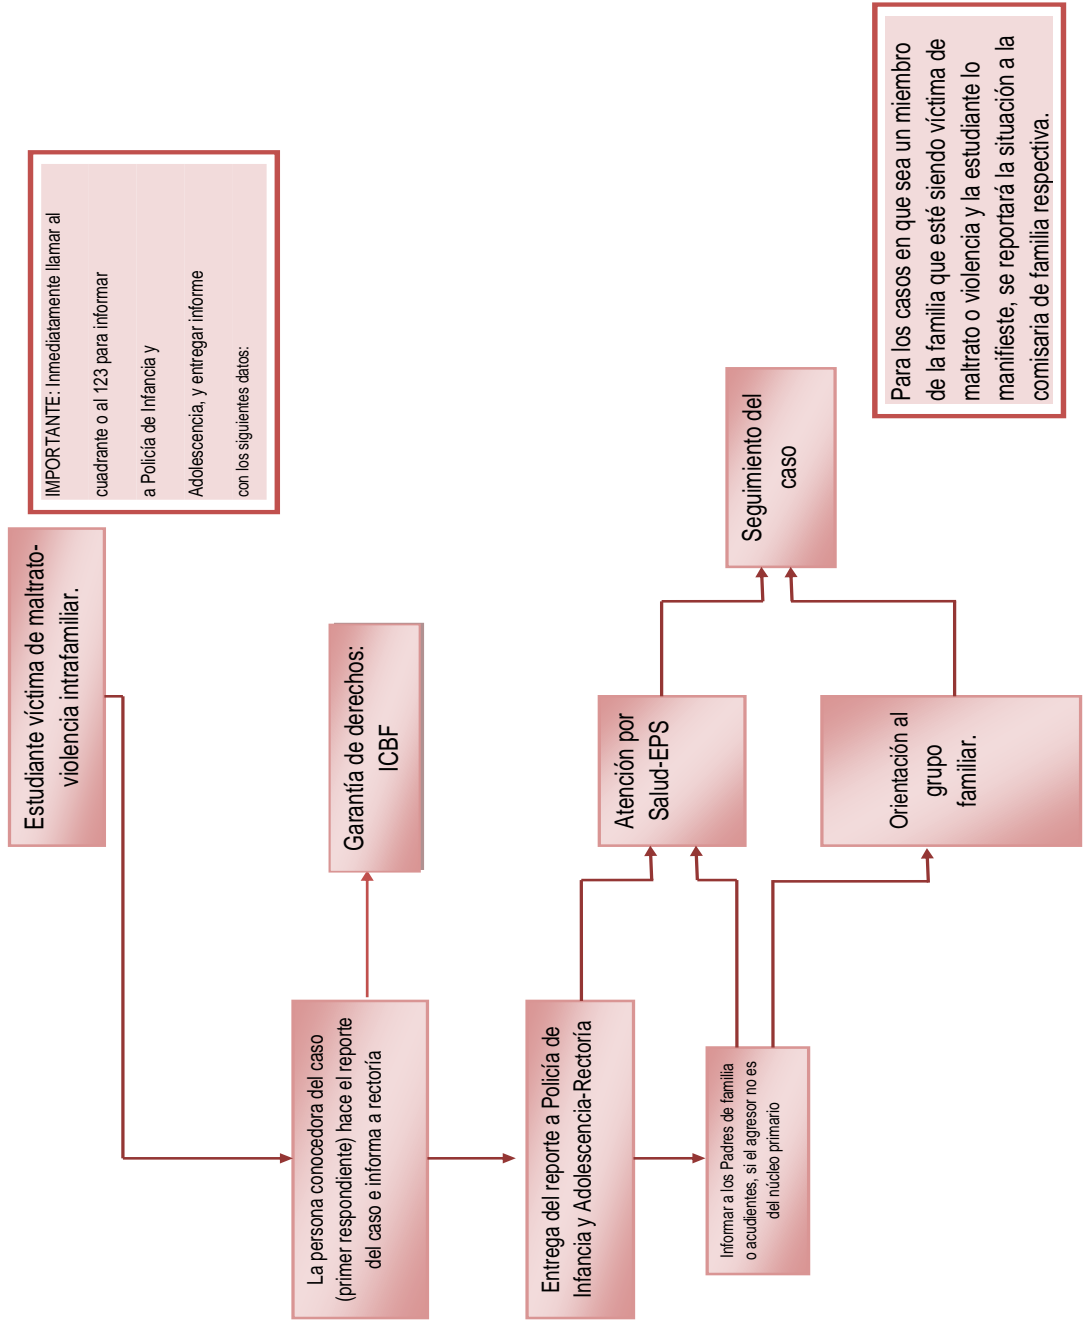 Estudiante víctima de maltrato-
violencia intrafamiliar.
IMPORTANTE: Inmediatamente llamar al
cuadrante o al 123 para informar
a Policía de Infancia y
Adolescencia, y entregar informe
con los siguientes datos:
La persona conocedora del caso
(primer respondiente) hace el reporte
del caso e informa a rectoría
Garantía de derechos:
ICBF
Entrega del reporte a Policía de
Infancia y Adolescencia-Rectoría
Informar a los Padres de familia
o acudientes, si el agresor no es
del núcleo primario
Atención por
Salud-EPS
Orientación al
grupo
familiar.
Seguimiento del
caso
Para los casos en que sea un miembro
de la familia que esté siendo víctima de
maltrato o violencia y la estudiante lo
manifieste, se reportará la situación a la
comisaria de familia respectiva.